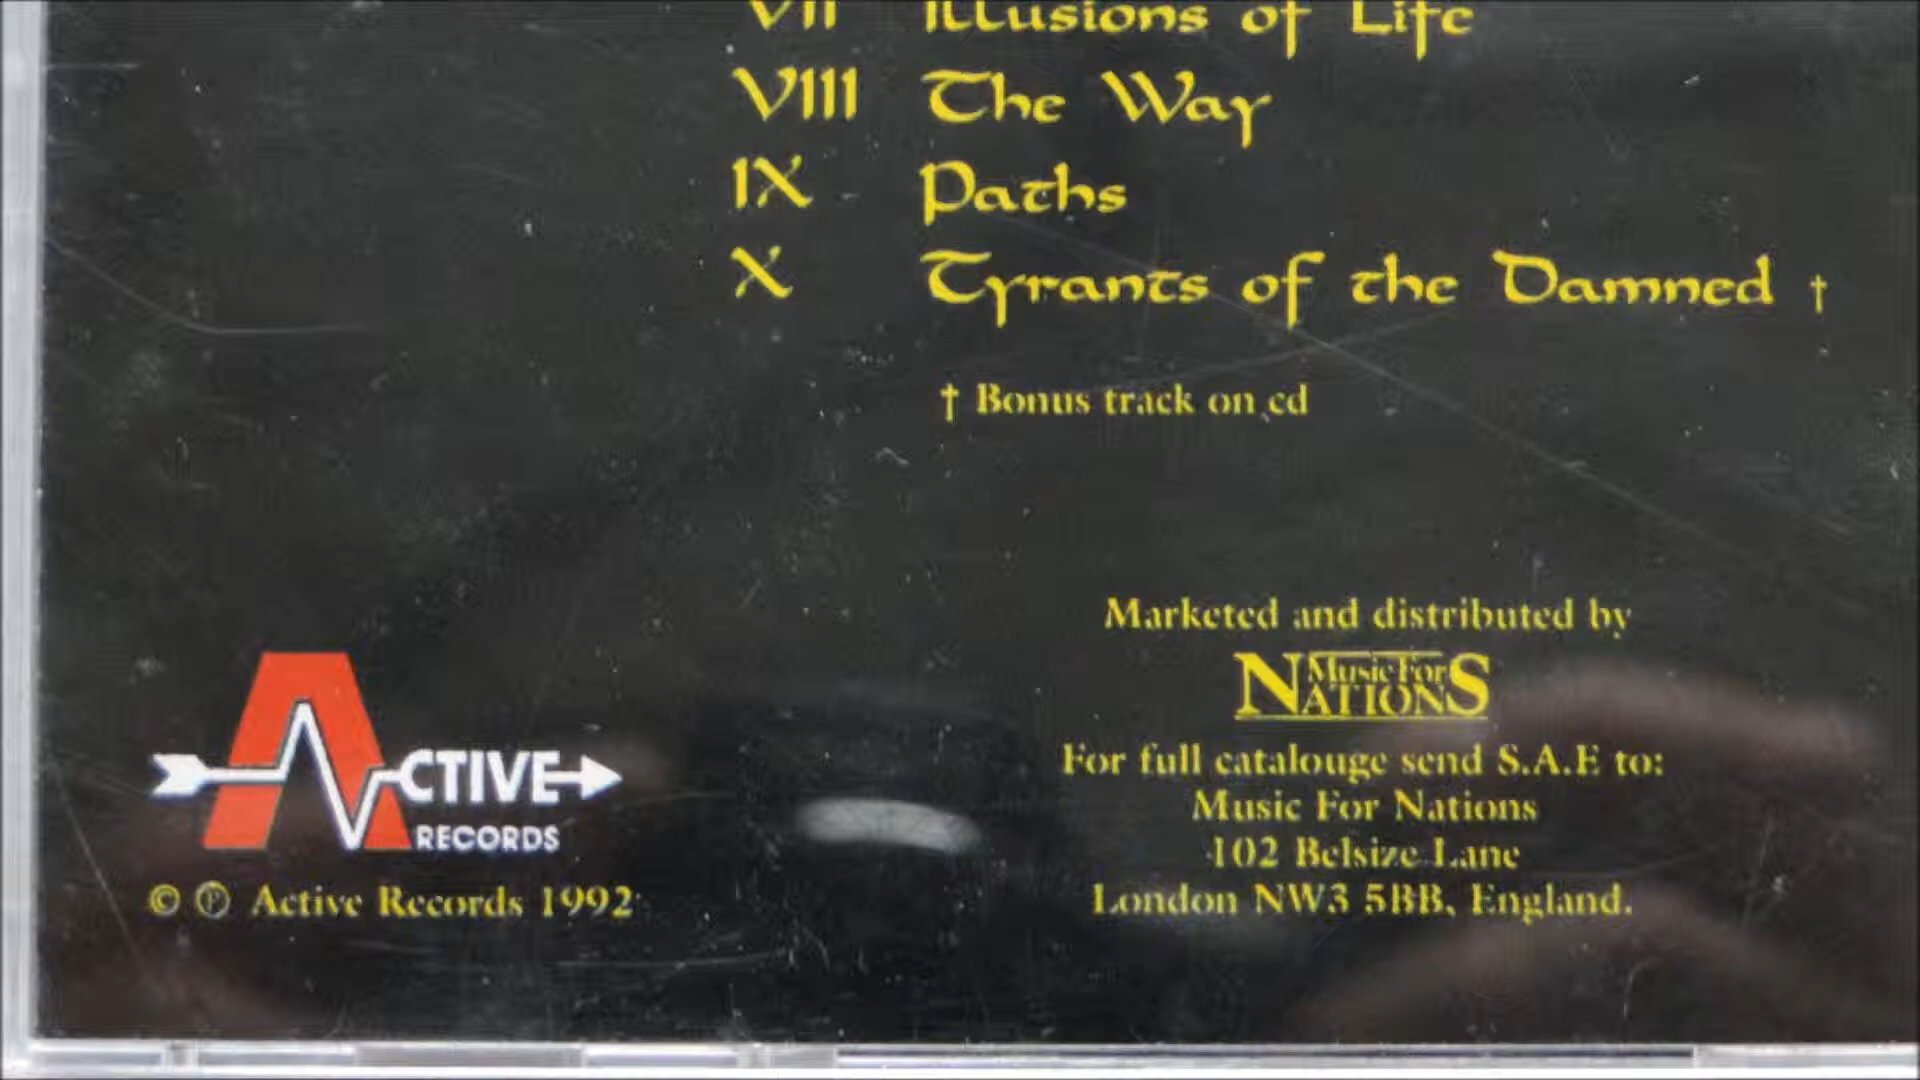 VII Illusions of Life
VIII The Way
IX Paths
X Tyrants of the Damned †
† Bonus track on cd
Marketed and distributed by
Music For Nations
For full catalouge send S.A.E to:
Music For Nations
102 Belsize Lane
London NW3 5BB, England.
ACTIVE
RECORDS
© ℗ Active Records 1992